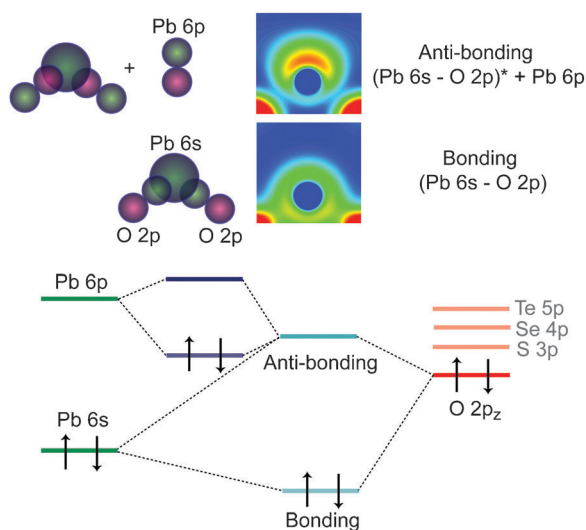 Pb 6p
+
Anti-bonding
(Pb 6s - O 2p)* + Pb 6p
Pb 6s
Bonding
(Pb 6s - O 2p)
O 2p
O 2p
Pb 6p
Te 5p
Se 4p
S 3p
Anti-bonding
O 2pz
Pb 6s
Bonding